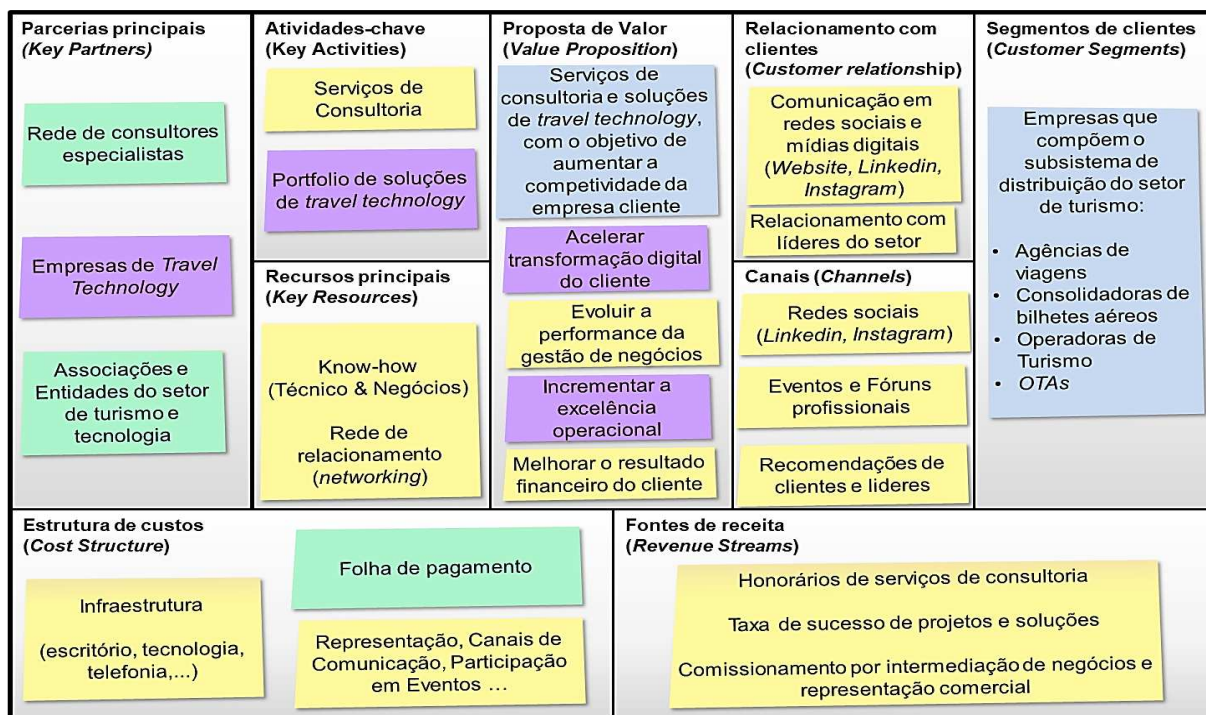 Parcerias principais
(Key Partners)
Rede de consultores
especialistas
Empresas de Travel
Technology
Associações e
Entidades do setor
de turismo e
tecnologia
Atividades-chave
(Key Activities)
Serviços de
Consultoria
Portfolio de soluções
de travel technology
Recursos principais
(Key Resources)
Know-how
(Técnico & Negócios)
Rede de
relacionamento
(networking)
Proposta de Valor
(Value Proposition)
Serviços de
consultoria e soluções
de travel technology,
com o objetivo de
aumentar a
competividade da
empresa cliente
Acelerar
transformação digital
do cliente
Evoluir a
performance da
gestão de negócios
Incrementar a
excelência
operacional
Melhorar o resultado
financeiro do cliente
Relacionamento com
clientes
(Customer relationship)
Comunicação em
redes sociais e
mídias digitais
(Website, Linkedin,
Instagram)
Relacionamento com
líderes do setor
Canais (Channels)
Redes sociais
(Linkedin, Instagram)
Eventos e Fóruns
profissionais
Recomendações de
clientes e lideres
Segmentos de clientes
(Customer Segments)
Empresas que
compõem o
subsistema de
distribuição do setor
de turismo:
• Agências de
viagens
• Consolidadoras de
bilhetes aéreos
• Operadoras de
Turismo
• OTAs
Estrutura de custos
(Cost Structure)
Infraestrutura
(escritório, tecnologia,
telefonia,...)
Folha de pagamento
Representação, Canais de
Comunicação, Participação
em Eventos ...
Fontes de receita
(Revenue Streams)
Honorários de serviços de consultoria
Taxa de sucesso de projetos e soluções
Comissionamento por intermediação de negócios e
representação comercial